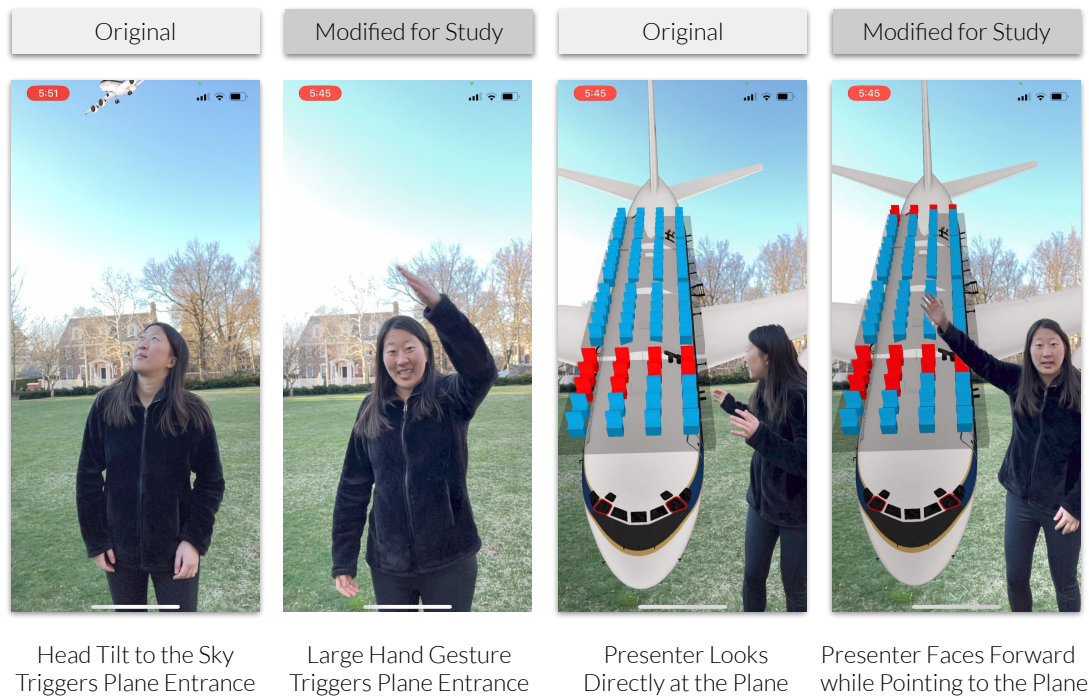 Original
Modified for Study
Original
Modified for Study
5:51
5:45
5:45
5:45
Head Tilt to the Sky
Triggers Plane Entrance
Large Hand Gesture
Triggers Plane Entrance
Presenter Looks
Directly at the Plane
Presenter Faces Forward
while Pointing to the Plane